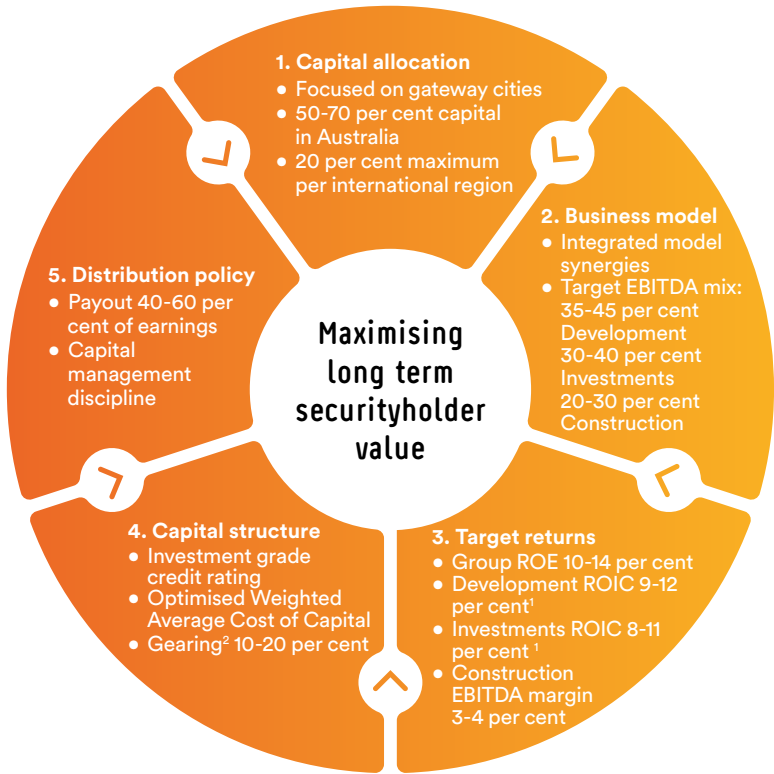 1. Capital allocation
● Focused on gateway cities
● 50-70 per cent capital
in Australia
● 20 per cent maximum
per international region
2. Business model
● Integrated model
synergies
● Target EBITDA mix:
35-45 per cent
Development
30-40 per cent
Investments
20-30 per cent
Construction
3. Target returns
● Group ROE 10-14 per cent
● Development ROIC 9-12
per cent¹
● Investments ROIC 8-11
per cent ¹
● Construction
EBITDA margin
3-4 per cent
4. Capital structure
● Investment grade
credit rating
● Optimised Weighted
Average Cost of Capital
● Gearing² 10-20 per cent
5. Distribution policy
● Payout 40-60 per
cent of earnings
● Capital
management
discipline
Maximising
long term
securityholder
value